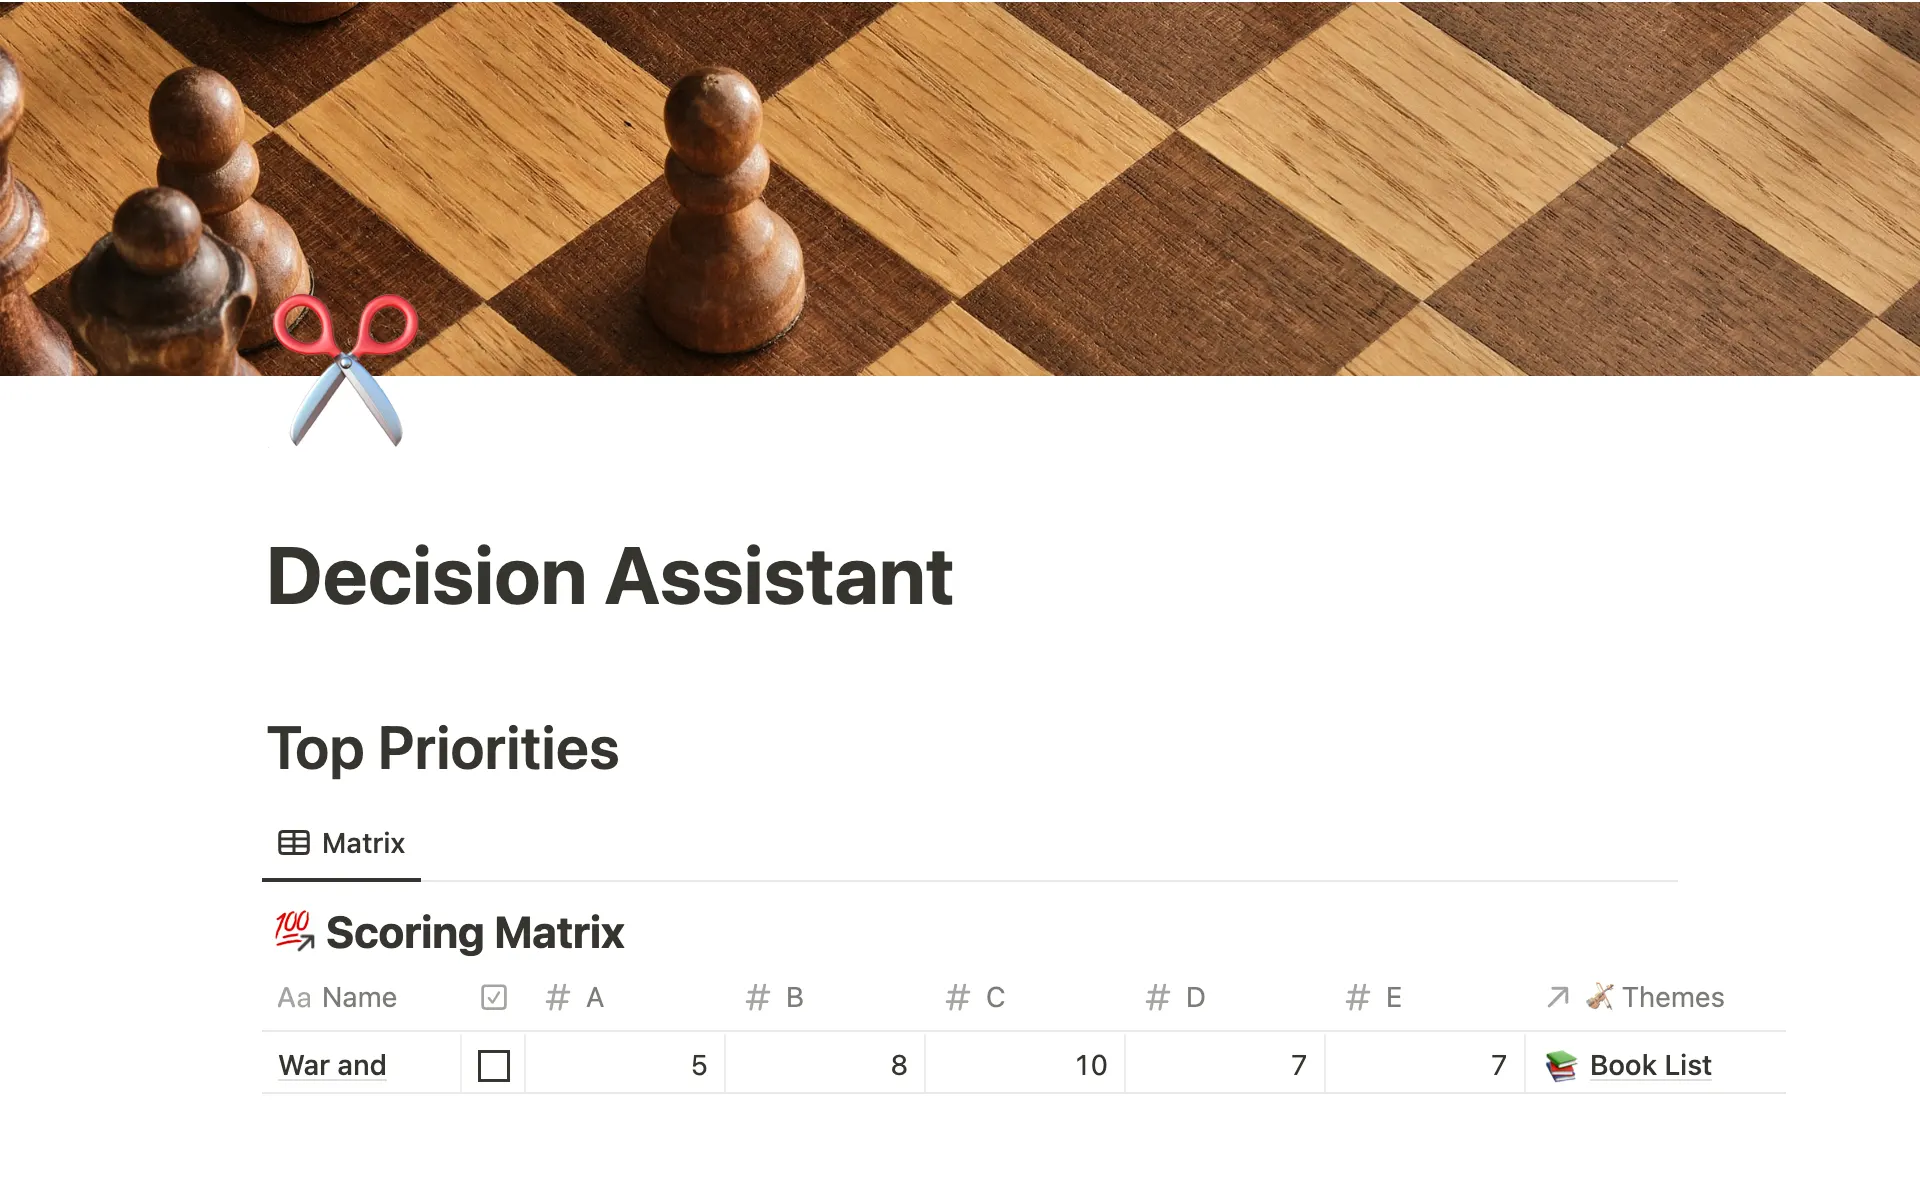 Decision Assistant
Top Priorities
Matrix
💯 Scoring Matrix
Aa Name # A # B # C # D # E Themes
War and 5 8 10 7 7 Book List